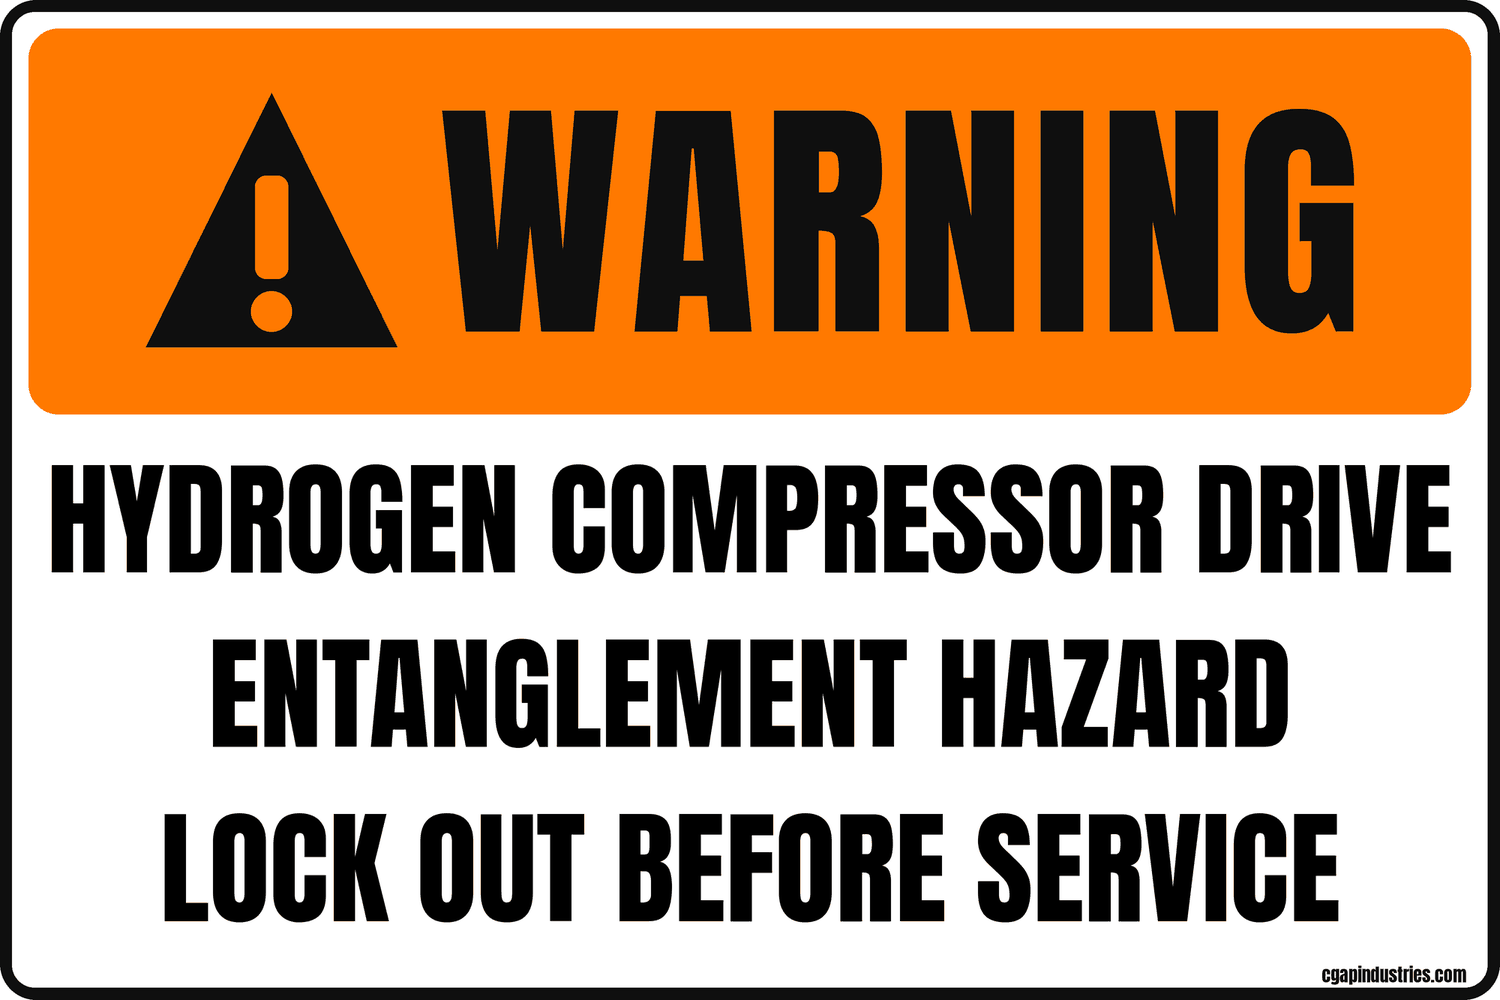 WARNING
HYDROGEN COMPRESSOR DRIVE
ENTANGLEMENT HAZARD
LOCK OUT BEFORE SERVICE
cgapindustries.com